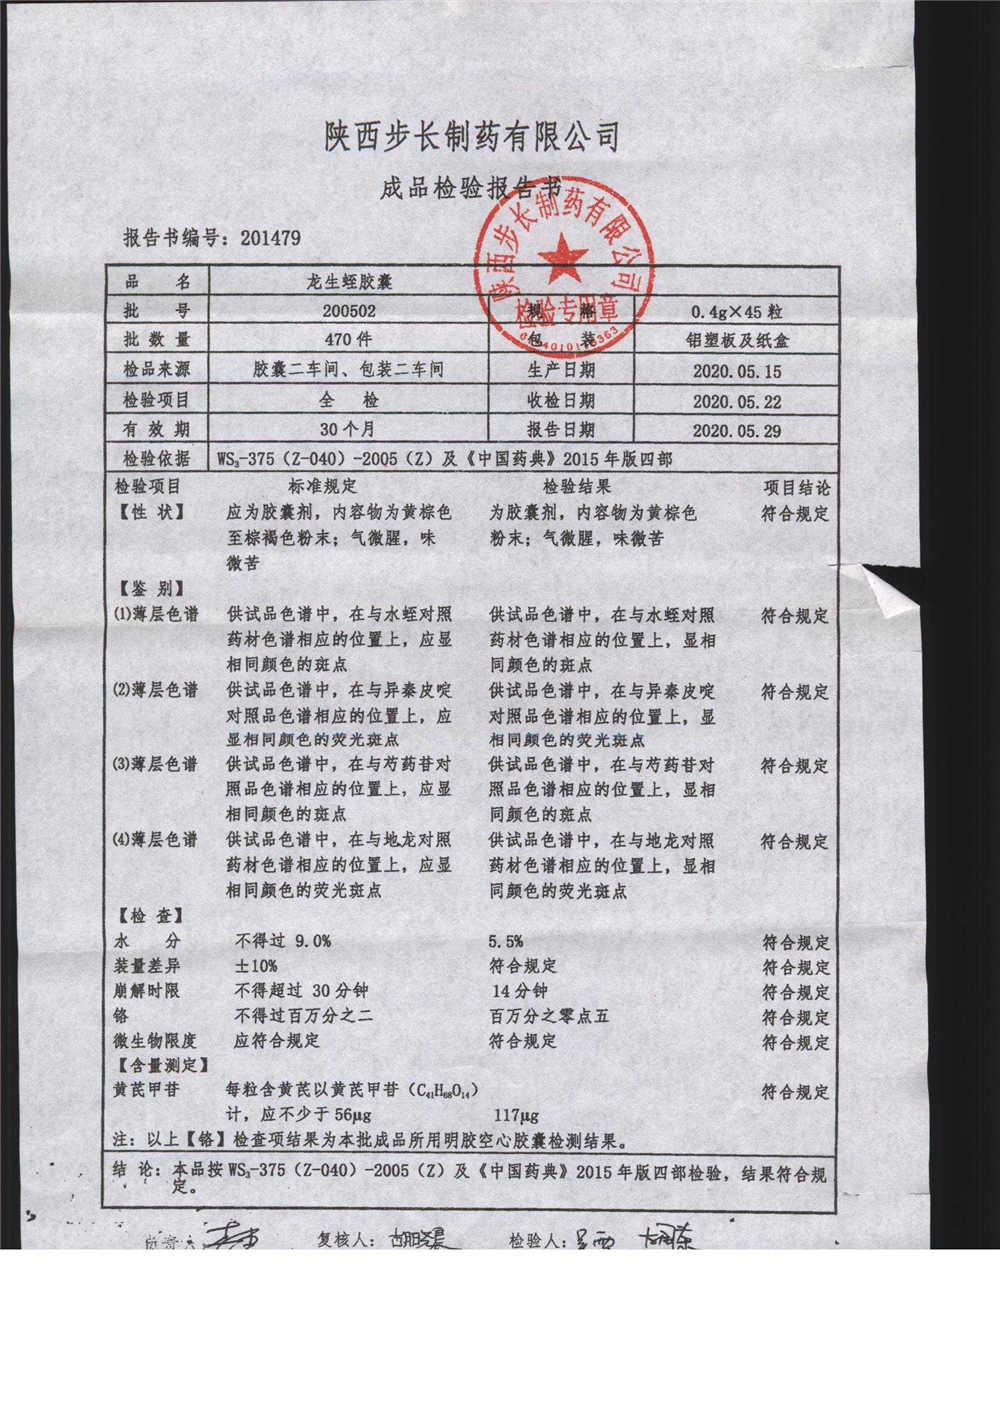 陕西步长制药有限公司
成品检验报告书
报告书编号：201479
陕西步长制药有限公司
检验专用章
品 名 龙生蛭胶囊
批 号 200502 规 格 0.4g×45粒
批 数 量 470件 包 装 铝塑板及纸盒
检品来源 胶囊二车间、包装二车间 生产日期 2020.05.15
检验项目 全 检 收检日期 2020.05.22
有 效 期 30个月 报告日期 2020.05.29
检验依据 WS₃-375（Z-040）-2005（Z）及《中国药典》2015年版四部
检验项目 标准规定 检验结果 项目结论
【性 状】 应为胶囊剂，内容物为黄棕色 为胶囊剂，内容物为黄棕色 符合规定
至棕褐色粉末；气微腥，味 粉末；气微腥，味微苦
微苦
【鉴 别】
⑴薄层色谱 供试品色谱中，在与水蛭对照 供试品色谱中，在与水蛭对照 符合规定
药材色谱相应的位置上，应显 药材色谱相应的位置上，显相
相同颜色的斑点 同颜色的斑点
⑵薄层色谱 供试品色谱中，在与异秦皮啶 供试品色谱中，在与异秦皮啶 符合规定
对照品色谱相应的位置上，应 对照品色谱相应的位置上，显
显相同颜色的荧光斑点 相同颜色的荧光斑点
⑶薄层色谱 供试品色谱中，在与芍药苷对 供试品色谱中，在与芍药苷对 符合规定
照品色谱相应的位置上，应显 照品色谱相应的位置上，显相
相同颜色的斑点 同颜色的斑点
⑷薄层色谱 供试品色谱中，在与地龙对照 供试品色谱中，在与地龙对照 符合规定
药材色谱相应的位置上，应显 药材色谱相应的位置上，显相
相同颜色的荧光斑点 同颜色的荧光斑点
【检 查】
水 分 不得过 9.0% 5.5% 符合规定
装量差异 ±10% 符合规定 符合规定
崩解时限 不得超过 30分钟 14分钟 符合规定
铬 不得过百万分之二 百万分之零点五 符合规定
微生物限度 应符合规定 符合规定 符合规定
【含量测定】
黄芪甲苷 每粒含黄芪以黄芪甲苷（C₄₁H₆₈O₁₄） 符合规定
计，应不少于56μg 117μg
注：以上【铬】检查项结果为本批成品所用明胶空心胶囊检测结果。
结 论：本品按WS₃-375（Z-040）-2005（Z）及《中国药典》2015年版四部检验，结果符合规
定。
复核人： 检验人：